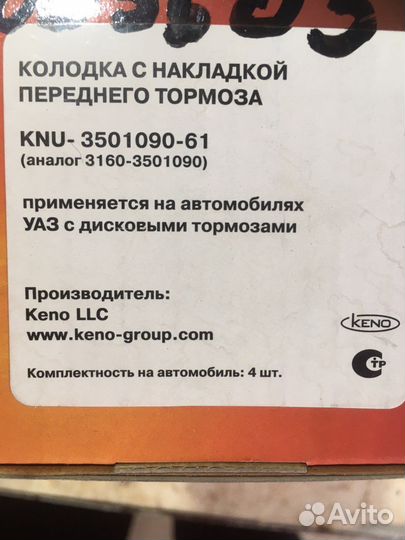 КОЛОДКА С НАКЛАДКОЙ
ПЕРЕДНЕГО ТОРМОЗА
KNU- 3501090-61
(аналог 3160-3501090)
применяется на автомобилях
УАЗ с дисковыми тормозами
Производитель:
Keno LLC
www.keno-group.com
KENO
СТР
Комплектность на автомобиль: 4 шт.
Avito